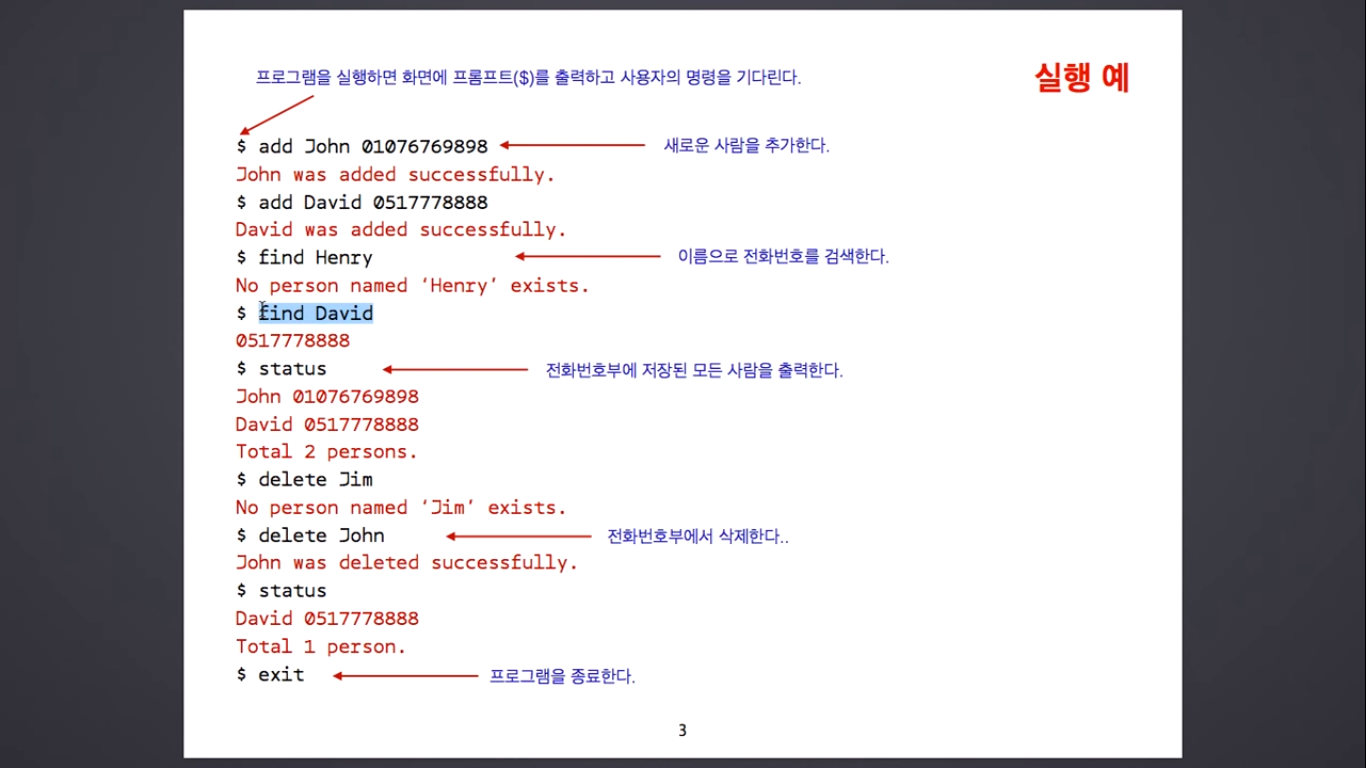 실행 예
프로그램을 실행하면 화면에 프롬프트($)를 출력하고 사용자의 명령을 기다린다.
$ add John 01076769898 새로운 사람을 추가한다.
John was added successfully.
$ add David 0517778888
David was added successfully.
$ find Henry 이름으로 전화번호를 검색한다.
No person named ‘Henry’ exists.
$ find David
0517778888
$ status 전화번호부에 저장된 모든 사람을 출력한다.
John 01076769898
David 0517778888
Total 2 persons.
$ delete Jim
No person named ‘Jim’ exists.
$ delete John 전화번호부에서 삭제한다..
John was deleted successfully.
$ status
David 0517778888
Total 1 person.
$ exit 프로그램을 종료한다.
3